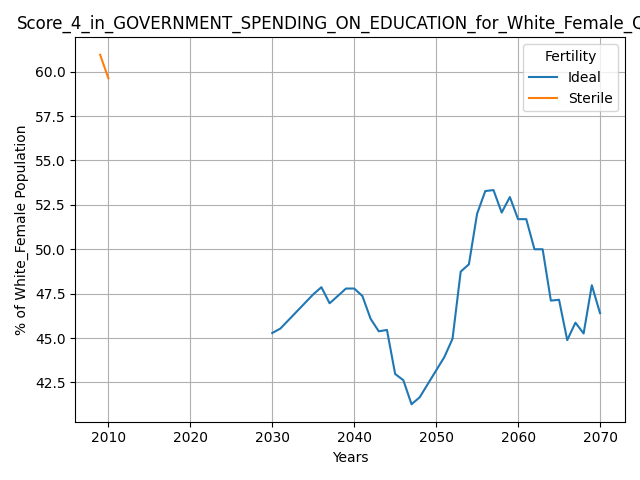 Score_4_in_GOVERNMENT_SPENDING_ON_EDUCATION_for_White_Female_
Fertility
Ideal
Sterile
% of White_Female Population
60.0
57.5
55.0
52.5
50.0
47.5
45.0
42.5
2010
2020
2030
2040
2050
2060
2070
Years